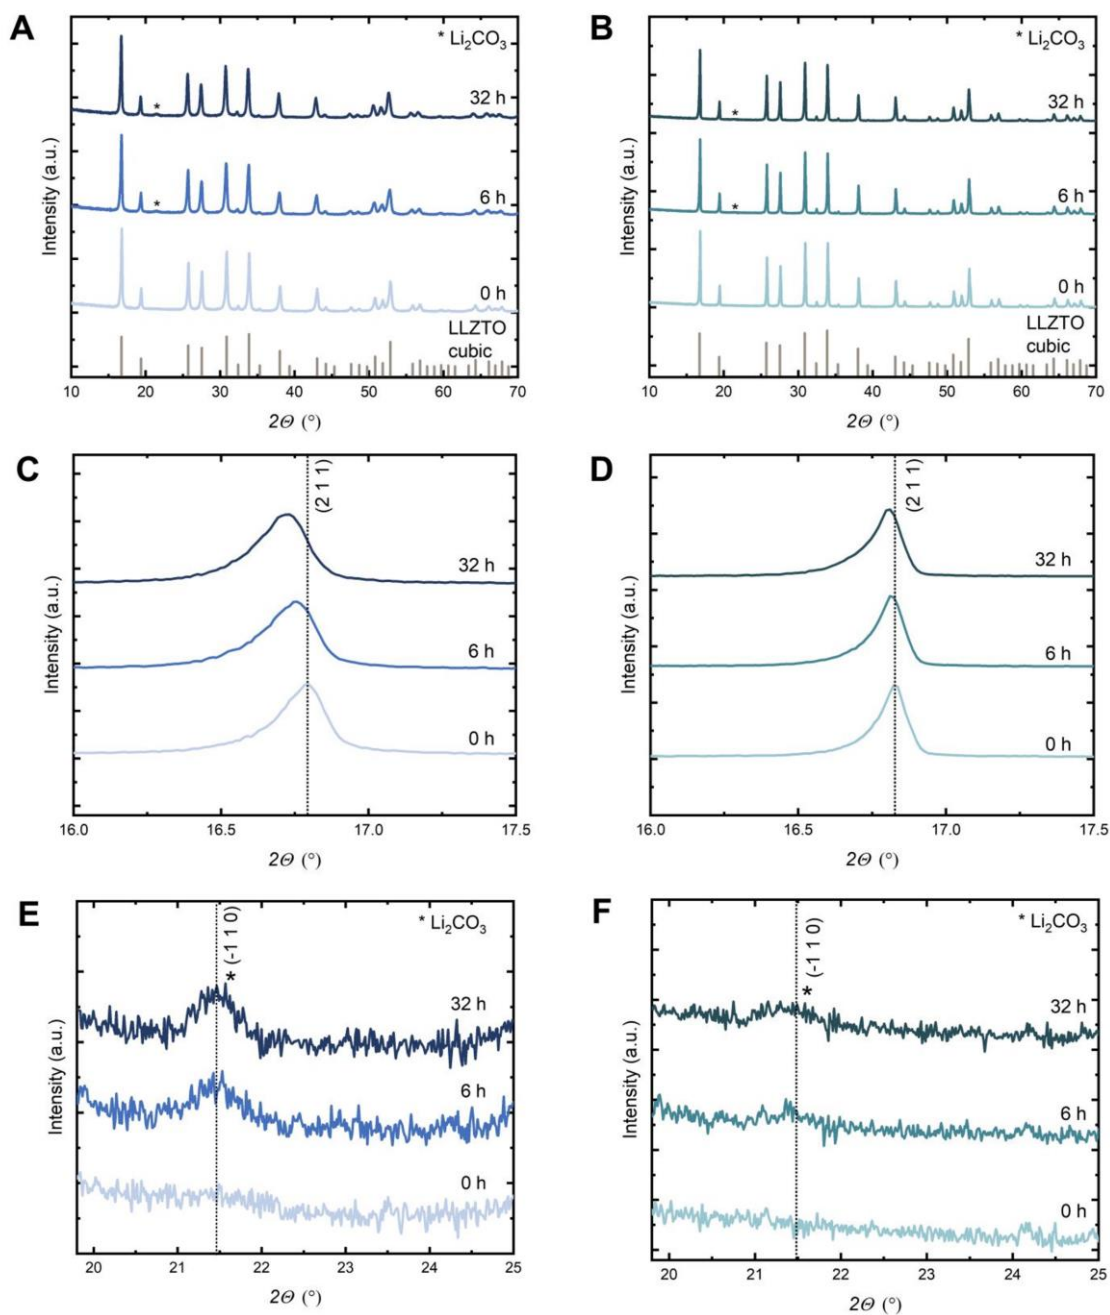 A
* Li₂CO₃
32 h
6 h
0 h
LLZTO
cubic
Intensity (a.u.)
10 20 30 40 50 60 70
2Θ (°)
B
* Li₂CO₃
32 h
*
6 h
*
0 h
LLZTO
cubic
Intensity (a.u.)
10 20 30 40 50 60 70
2Θ (°)
C
(2 1 1)
32 h
6 h
0 h
Intensity (a.u.)
16.0 16.5 17.0 17.5
2Θ (°)
D
(2 1 1)
32 h
6 h
0 h
Intensity (a.u.)
16.0 16.5 17.0 17.5
2Θ (°)
E
* Li₂CO₃
* (-1 1 0)
32 h
6 h
0 h
Intensity (a.u.)
20 21 22 23 24 25
2Θ (°)
F
* Li₂CO₃
* (-1 1 0)
32 h
6 h
0 h
Intensity (a.u.)
20 21 22 23 24 25
2Θ (°)